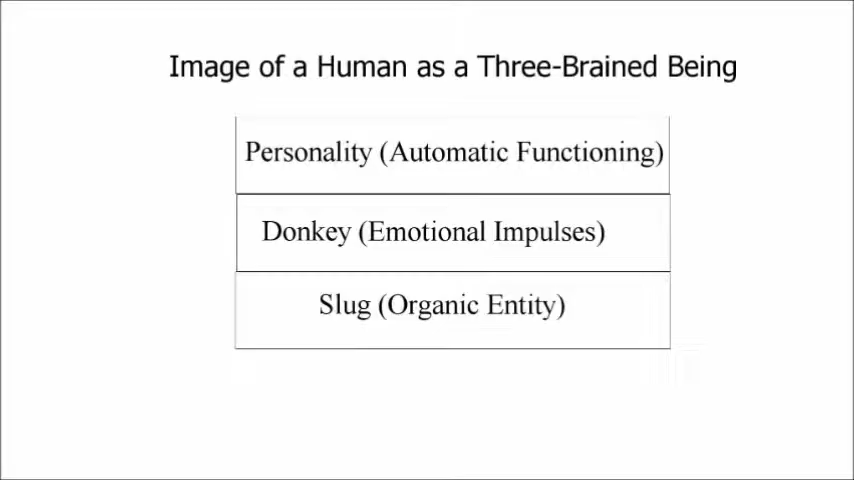 Image of a Human as a Three-Brained Being
Personality (Automatic Functioning)
Donkey (Emotional Impulses)
Slug (Organic Entity)